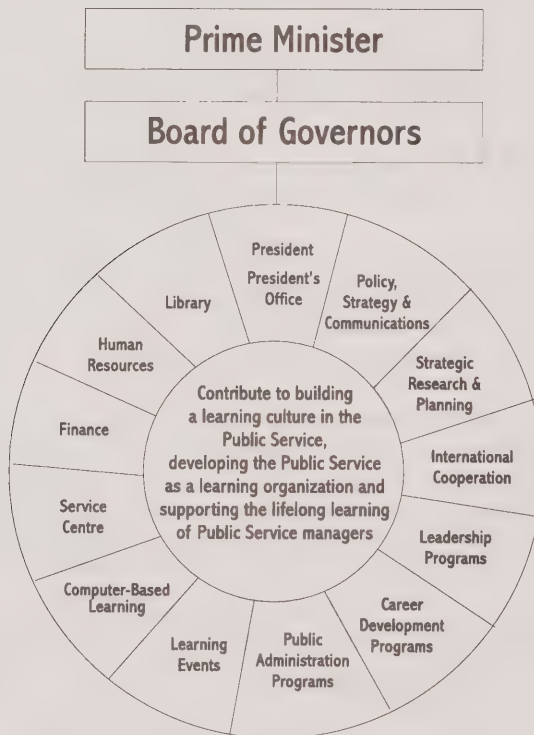 Prime Minister
Board of Governors
President
President's
Office
Policy,
Strategy &
Communications
Strategic
Research &
Planning
International
Cooperation
Leadership
Programs
Career
Development
Programs
Public
Administration
Programs
Learning
Events
Computer-Based
Learning
Service
Centre
Finance
Human
Resources
Library
Contribute to building
a learning culture in the
Public Service,
developing the Public Service
as a learning organization and
supporting the lifelong learning
of Public Service managers